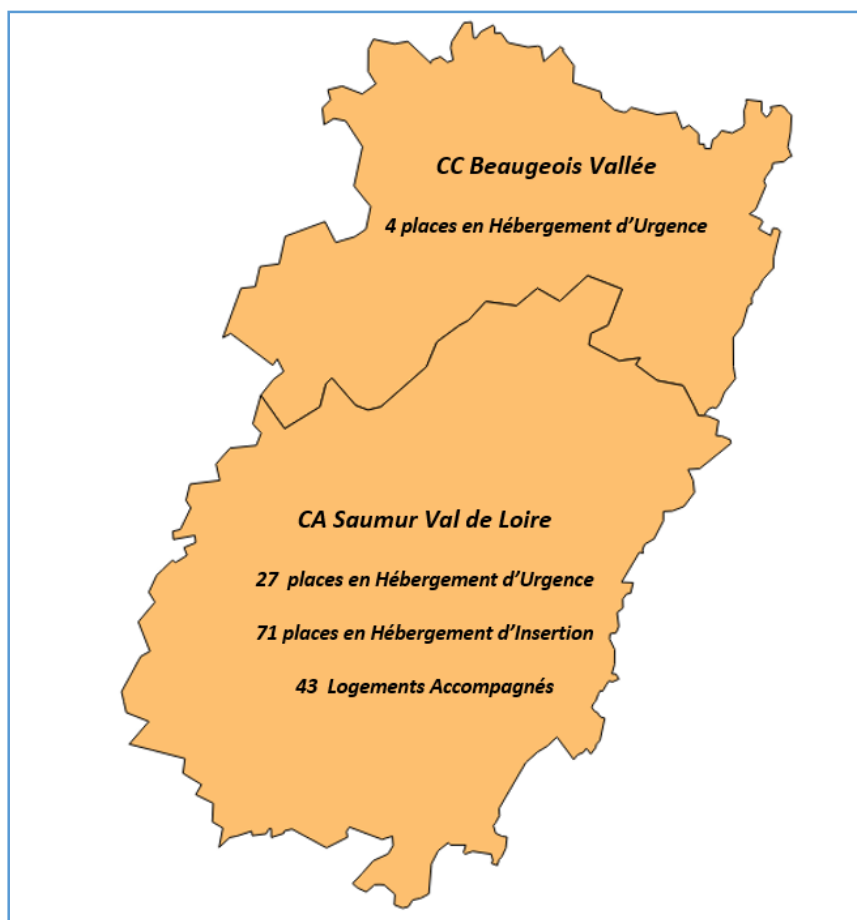 CC Beaugeois Vallée
4 places en Hébergement d'Urgence
CA Saumur Val de Loire
27 places en Hébergement d'Urgence
71 places en Hébergement d'Insertion
43 Logements Accompagnés